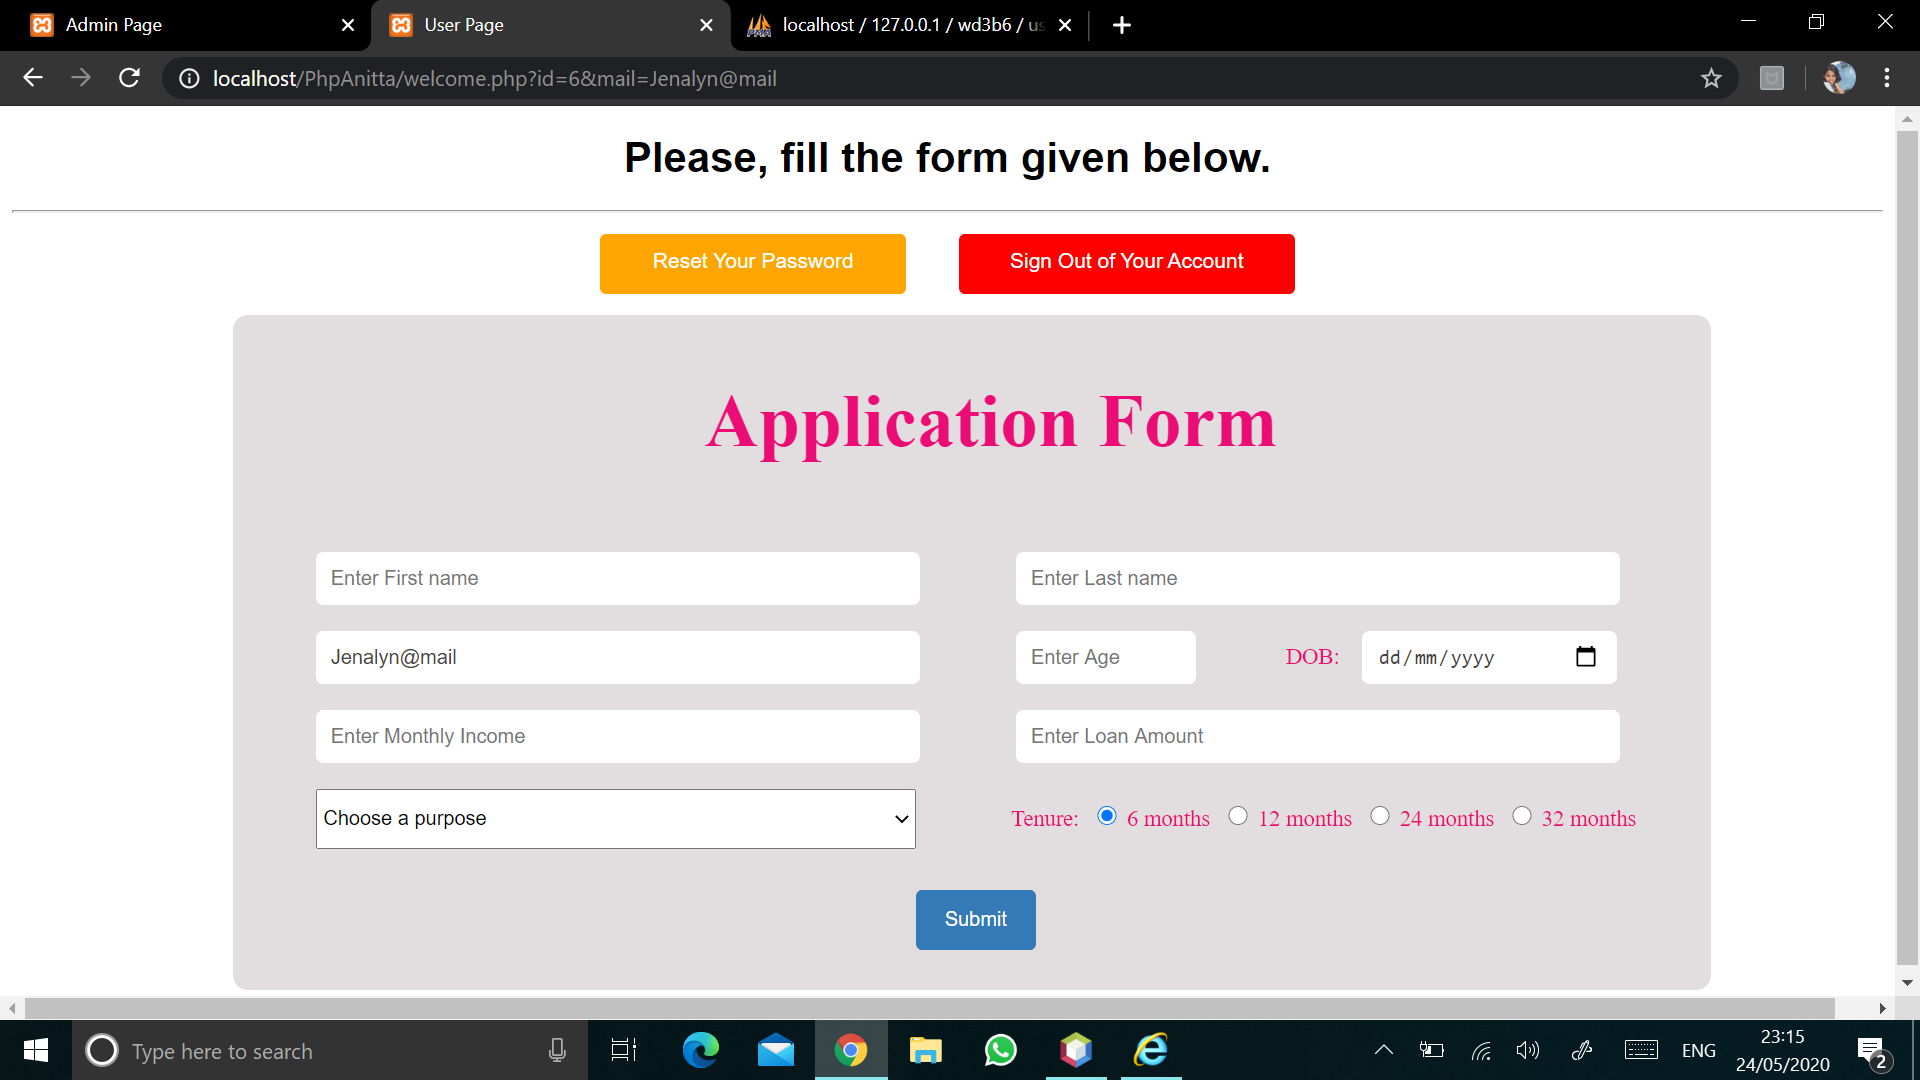 Admin Page
User Page
localhost / 127.0.0.1 / wd3b6 / us
localhost/PhpAnitta/welcome.php?id=6&mail=Jenalyn@mail
Please, fill the form given below.
Reset Your Password
Sign Out of Your Account
Application Form
Enter First name
Enter Last name
Jenalyn@mail
Enter Age
DOB:
dd/mm/yyyy
Enter Monthly Income
Enter Loan Amount
Choose a purpose
Tenure: 6 months 12 months 24 months 32 months
Submit
Type here to search
ENG
23:15
24/05/2020
2